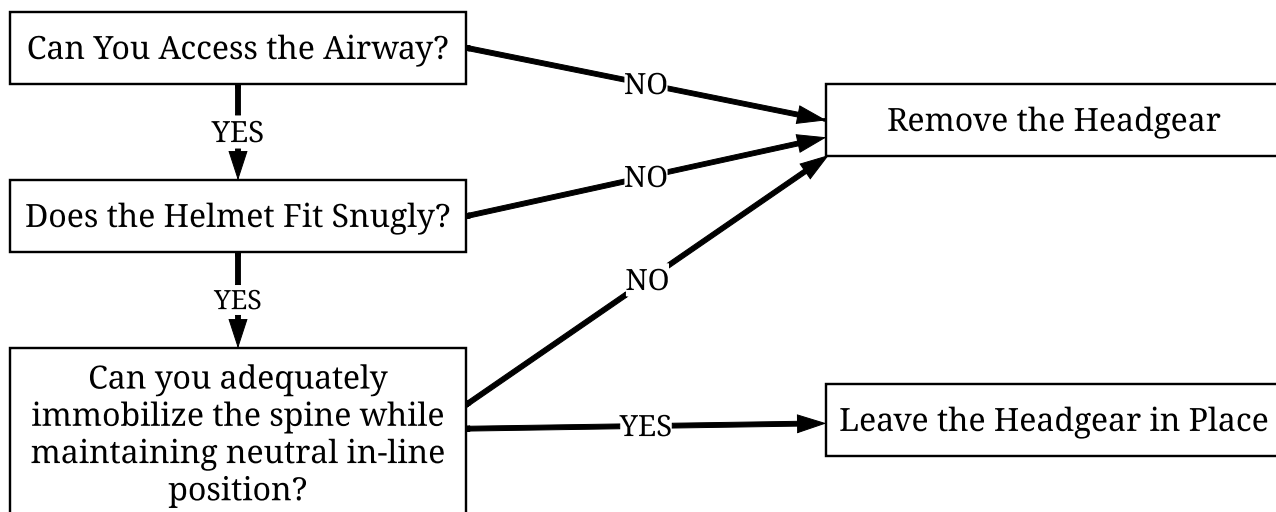 Can You Access the Airway?
NO
Remove the Headgear
YES
Does the Helmet Fit Snugly?
NO
YES
NO
Can you adequately
immobilize the spine while
maintaining neutral in-line
position?
YES
Leave the Headgear in Place